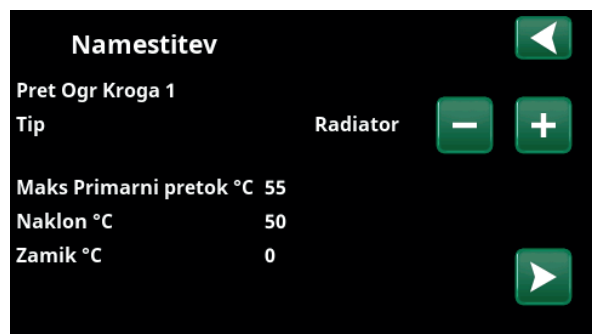 Namestitev
Pret Ogr Kroga 1
Tip Radiator
Maks Primarni pretok °C 55
Naklon °C 50
Zamik °C 0